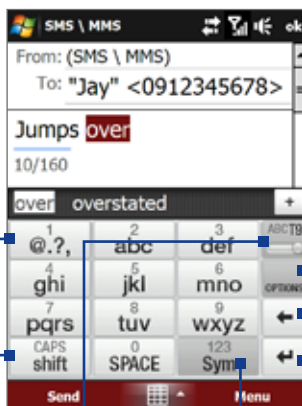 SMS \ MMS ok
From: (SMS \ MMS)
To: "Jay" <0912345678>
Jumps over
10/160
over overstated +
1 2 3 ABC T9
@.?, abc def
4 5 6
ghi jkl mno OPTIONS
7 8 9
pqrs tuv wxyz
CAPS 0 123
shift SPACE Sym
Send Menu